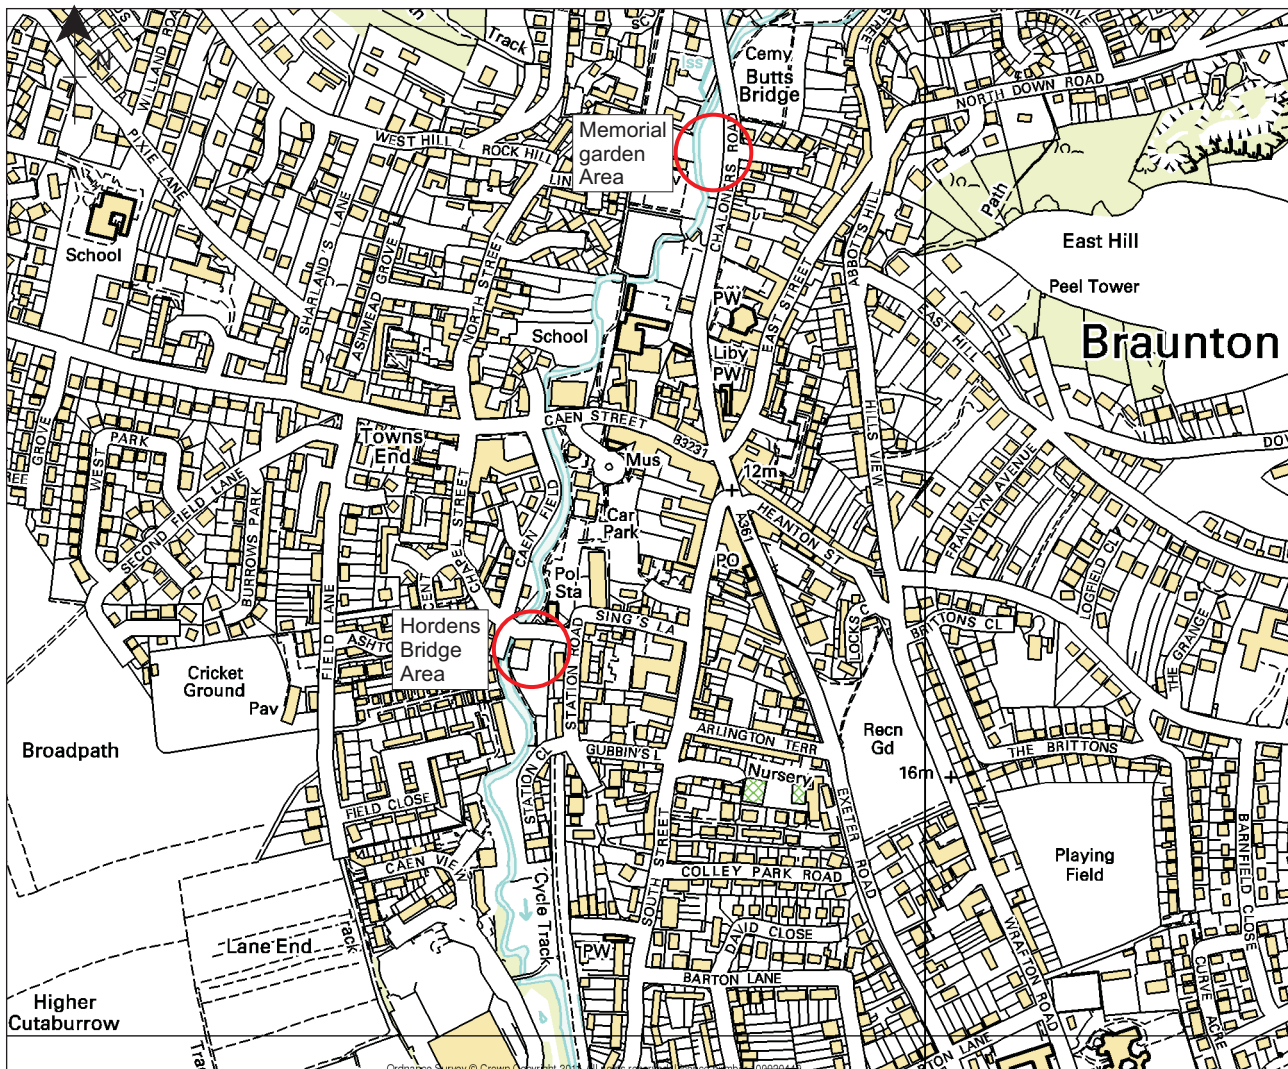 N
Track
Iss
Cemy
Butts
Bridge
NORTH DOWN ROAD
WILLAND ROAD
PIXIE LANE
WEST HILL L
ROCK HILL
Memorial
garden
Area
CHALONERS ROAD
Path
School
SHARLANDS LANE
ASHMEAD GROVE
NORTH STREET
ABBOTTS HILL
East Hill
Peel Tower
Braunton
School
PW
Liby
PW
EAST STREET
EAST HILL
CAEN STREET
B3231
HILLS VIEW
Towns
End
Mus
12m
GROVE
WEST
PARK
SECOND FIELD LANE
BURROWS PARK
CHAPEL STREET
CAEN FIELD
Car
Park
A361
HEANTON ST
FRANKLYN AVENUE
LOGFIELD CL
Pol
Sta
PO
SING'S LA
BRITTONS CL
LOCKS C
THE GRANGE
Hordens
Bridge
Area
FIELD LANE
STATION ROAD
Cricket
Ground
Pav
Broadpath
ARLINGTON TERR
GUBBIN'S L
Recn
Gd
THE BRITTONS
16m
Nursery
STATION CL
FIELD CLOSE
CAEN VIEW
SOUTH STREET
EXETER ROAD
COLLEY PARK ROAD
Playing
Field
BARNFIELD CLOSE
Cycle Track
DAVID CLOSE
Lane End
Track
PW
BARTON LANE
WRAFTON ROAD
CURVE ACRE
Higher
Cutaburrow